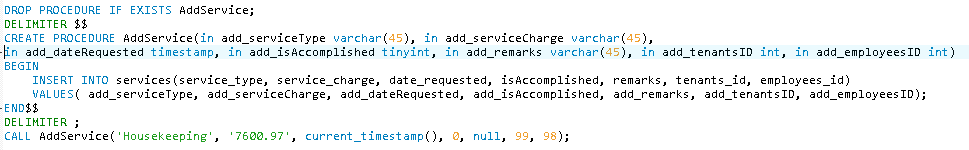 DROP PROCEDURE IF EXISTS AddService;
DELIMITER $$
CREATE PROCEDURE AddService(in add_serviceType varchar(45), in add_serviceCharge varchar(45),
in add_dateRequested timestamp, in add_isAccomplished tinyint, in add_remarks varchar(45), in add_tenantsID int, in add_employeesID int)
BEGIN
INSERT INTO services(service_type, service_charge, date_requested, isAccomplished, remarks, tenants_id, employees_id)
VALUES( add_serviceType, add_serviceCharge, add_dateRequested, add_isAccomplished, add_remarks, add_tenantsID, add_employeesID);
END$$
DELIMITER ;
CALL AddService('Housekeeping', '7600.97', current_timestamp(), 0, null, 99, 98);